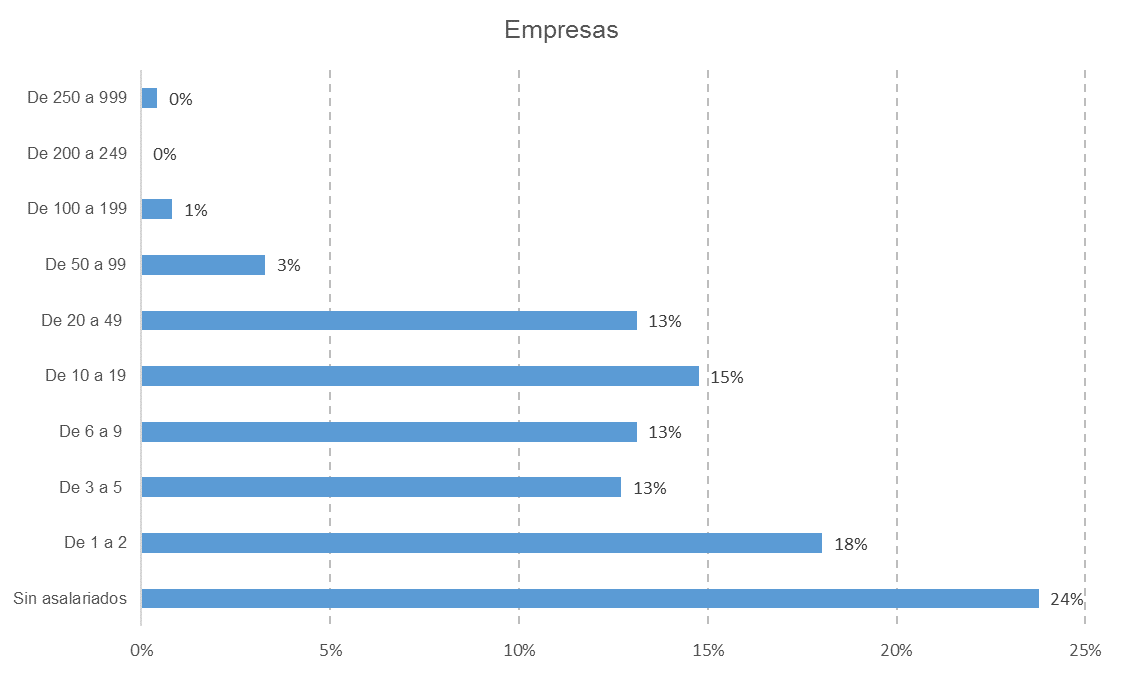 Empresas
De 250 a 999 0%
De 200 a 249 0%
De 100 a 199 1%
De 50 a 99 3%
De 20 a 49 13%
De 10 a 19 15%
De 6 a 9 13%
De 3 a 5 13%
De 1 a 2 18%
Sin asalariados 24%
0% 5% 10% 15% 20% 25%